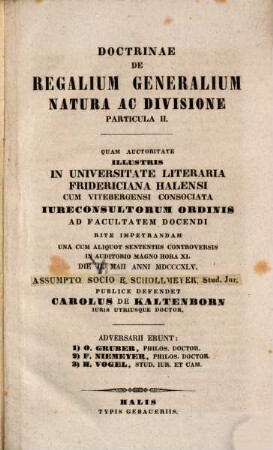 DOCTRINAE
DE
REGALIUM GENERALIUM
NATURA AC DIVISIONE
PARTICULA II.
QUAM AUCTORITATE
ILLUSTRIS
IN UNIVERSITATE LITERARIA
FRIDERICIANA HALENSI
CUM VITEBERGENSI CONSOCIATA
IURECONSULTORUM ORDINIS
AD FACULTATEM DOCENDI
RITE IMPETRANDAM
UNA CUM ALIQUOT SENTENTIIS CONTROVERSIS
IN AUDITORIO MAGNO HORA XI.
DIE MAII ANNI MDCCCXLV.
ASSUMPTO SOCIO E. SCHOLLMEYER, Stud. Jur.
PUBLICE DEFENDET
CAROLUS DE KALTENBORN
IURIS UTRIUSQUE DOCTOR.
ADVERSARII ERUNT:
1) O. GRUBER, PHILOS. DOCTOR.
2) F. NIEMEYER, PHILOS. DOCTOR.
3) H. VOGEL, STUD. IUR. ET CAM.
HALIS
TYPIS GEBAUERIIS.